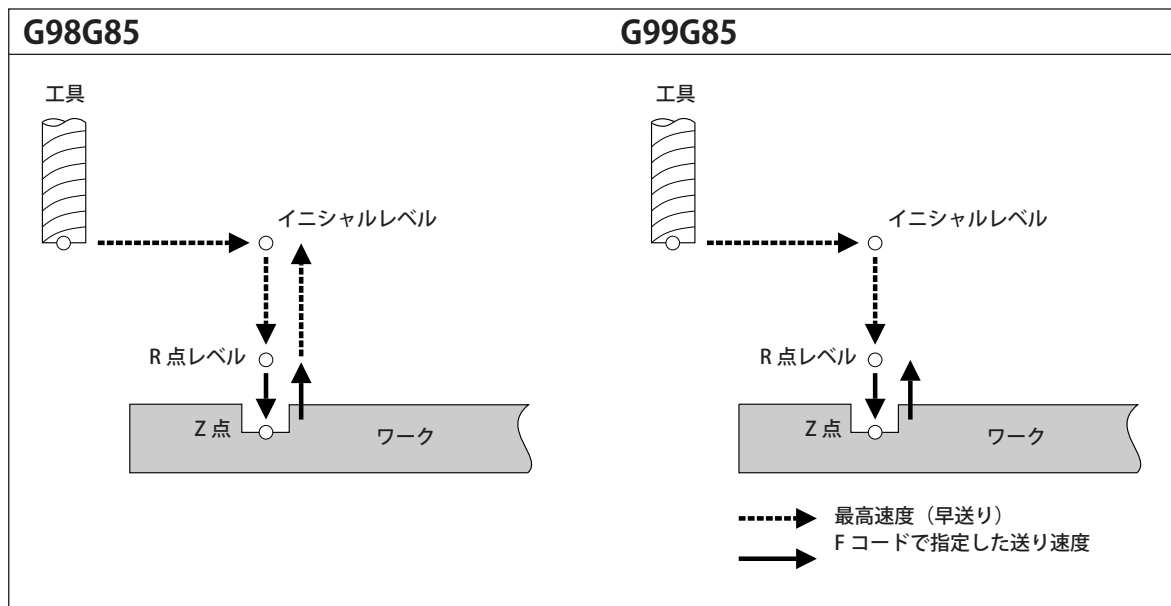 G98G85
G99G85
工具
イニシャルレベル
R 点レベル
Z 点
ワーク
工具
イニシャルレベル
R 点レベル
Z 点
ワーク
最高速度（早送り）
F コードで指定した送り速度